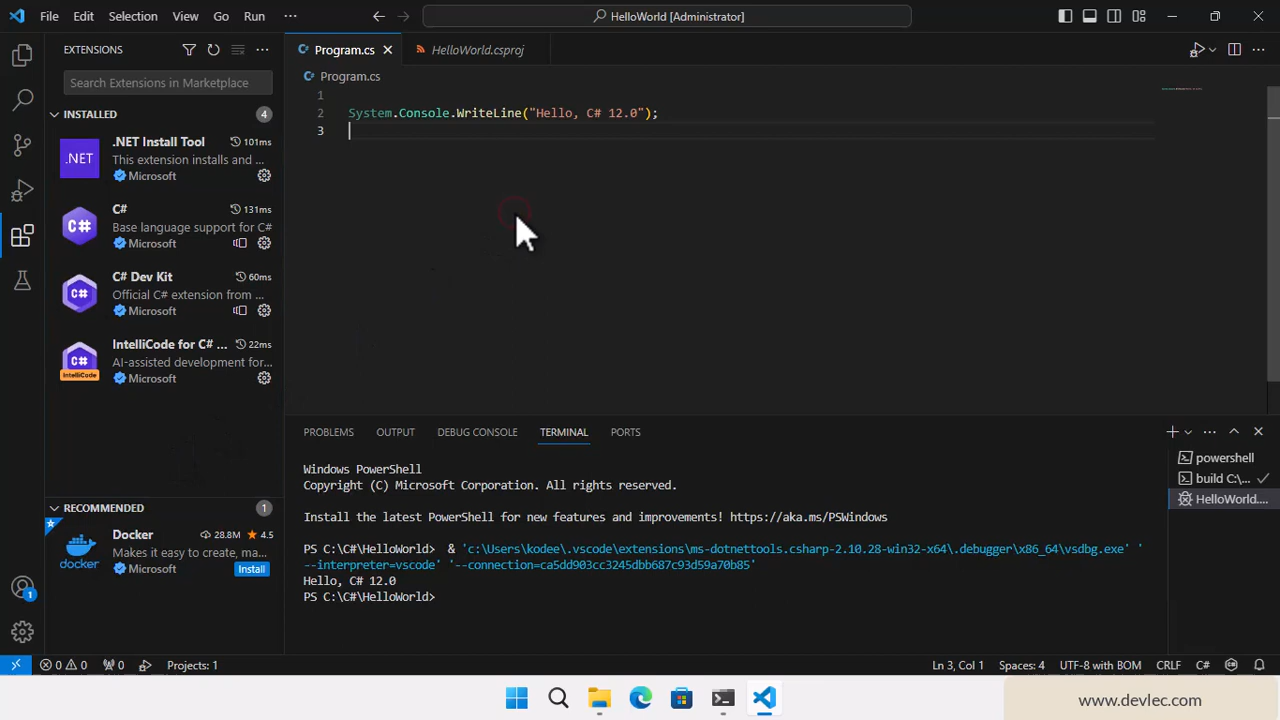 File Edit Selection View Go Run ··· HelloWorld [Administrator]
EXTENSIONS
Search Extensions in Marketplace
INSTALLED 4
.NET Install Tool 101ms
This extension installs and ...
Microsoft
C# 131ms
Base language support for C#
Microsoft
C# Dev Kit 60ms
Official C# extension from ...
Microsoft
IntelliCode for C# ... 22ms
AI-assisted development for...
Microsoft
IntelliCode
RECOMMENDED 1
Docker 28.8M 4.5
Makes it easy to create, ma...
Microsoft Install
docker
Program.cs HelloWorld.csproj
Program.cs
1
2 System.Console.WriteLine("Hello, C# 12.0");
3
PROBLEMS OUTPUT DEBUG CONSOLE TERMINAL PORTS
Windows PowerShell
Copyright (C) Microsoft Corporation. All rights reserved.
Install the latest PowerShell for new features and improvements! https://aka.ms/PSWindows
PS C:\C#\HelloWorld>  & 'c:\Users\kodee\.vscode\extensions\ms-dotnettools.csharp-2.10.28-win32-x64\.debugger\x86_64\vsdbg.exe' '
--interpreter=vscode' '--connection=ca5dd903cc3245dbb687c93d59a70b85'
Hello, C# 12.0
PS C:\C#\HelloWorld>
powershell
build C:\...
HelloWorld...
1
0 0 0 Projects: 1 Ln 3, Col 1 Spaces: 4 UTF-8 with BOM CRLF C#
www.devlec.com